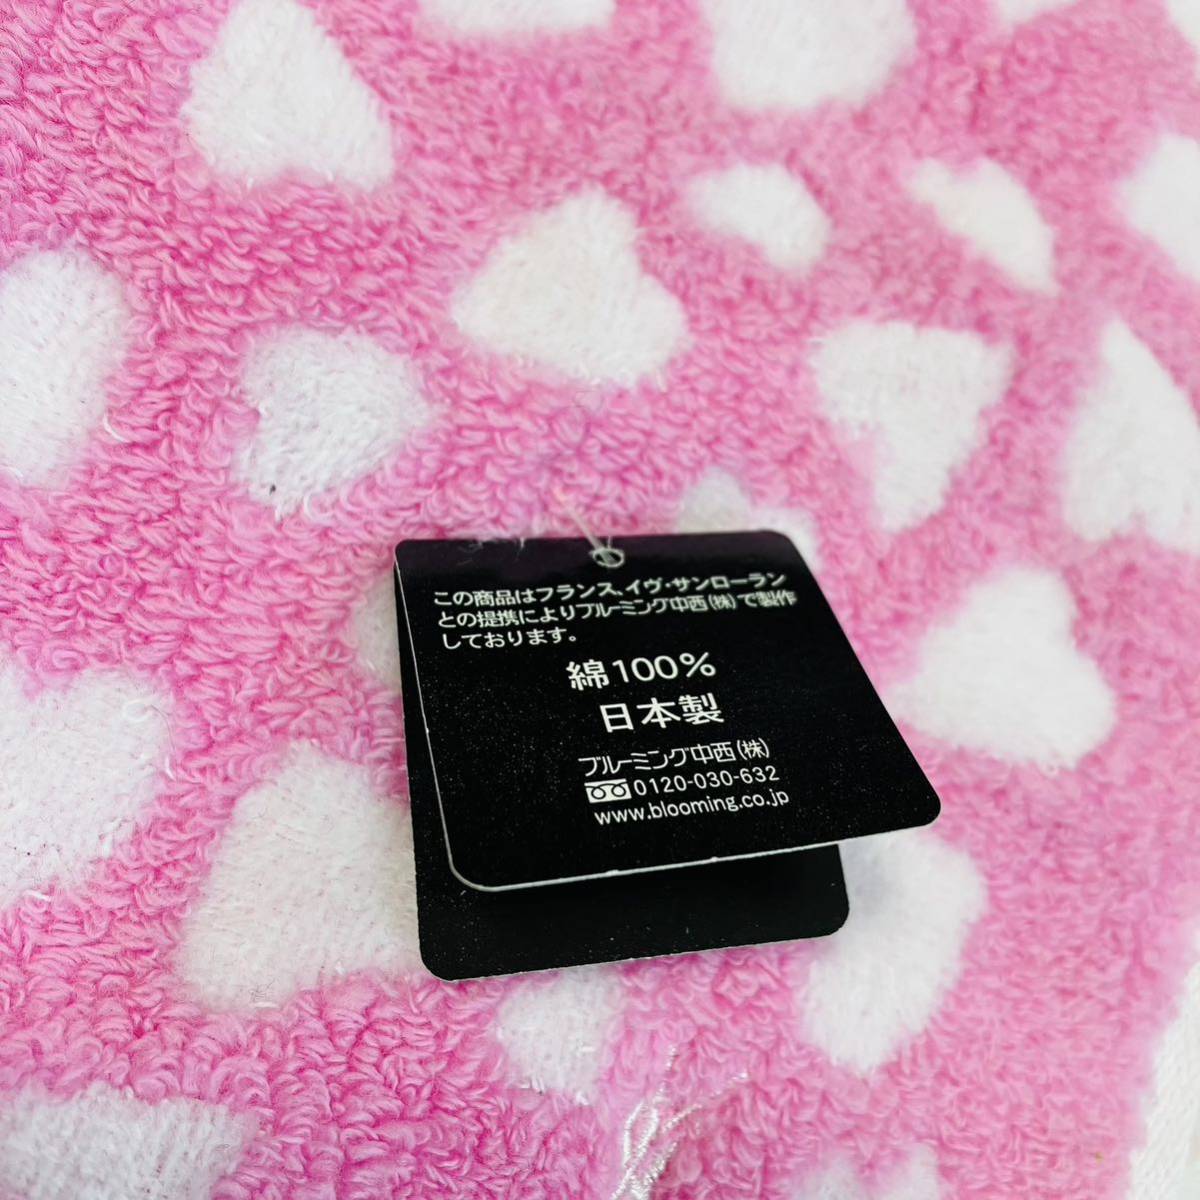 この商品はフランス、イヴ・サンローラン
との提携によりブルーミング中西(株)で製作
しております。
綿100%
日本製
ブルーミング中西(株)
0120-030-632
www.blooming.co.jp